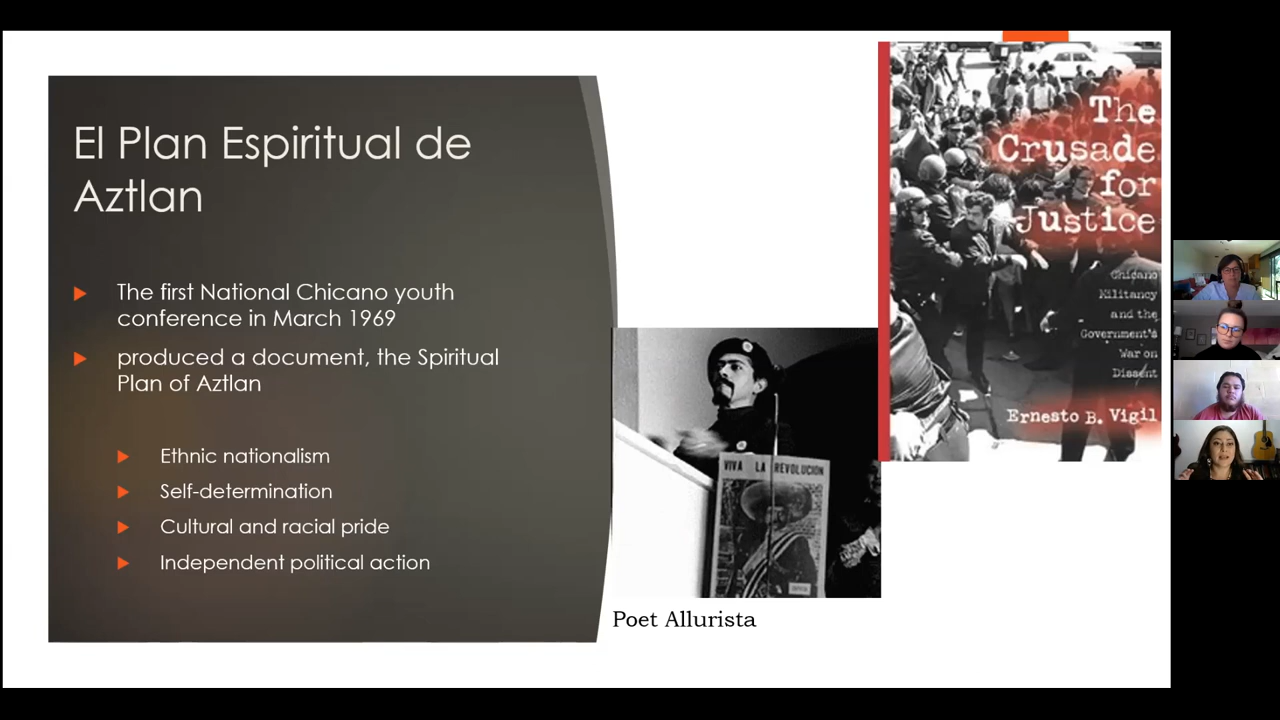 El Plan Espiritual de
Aztlan
The first National Chicano youth
conference in March 1969
produced a document, the Spiritual
Plan of Aztlan
Ethnic nationalism
Self-determination
Cultural and racial pride
Independent political action
VIVA LA REVOLUCION
Poet Allurista
The
Crusade
for
Justice
Chicano
Militancy
and the
Government's
War on
Dissent
Ernesto B. Vigil